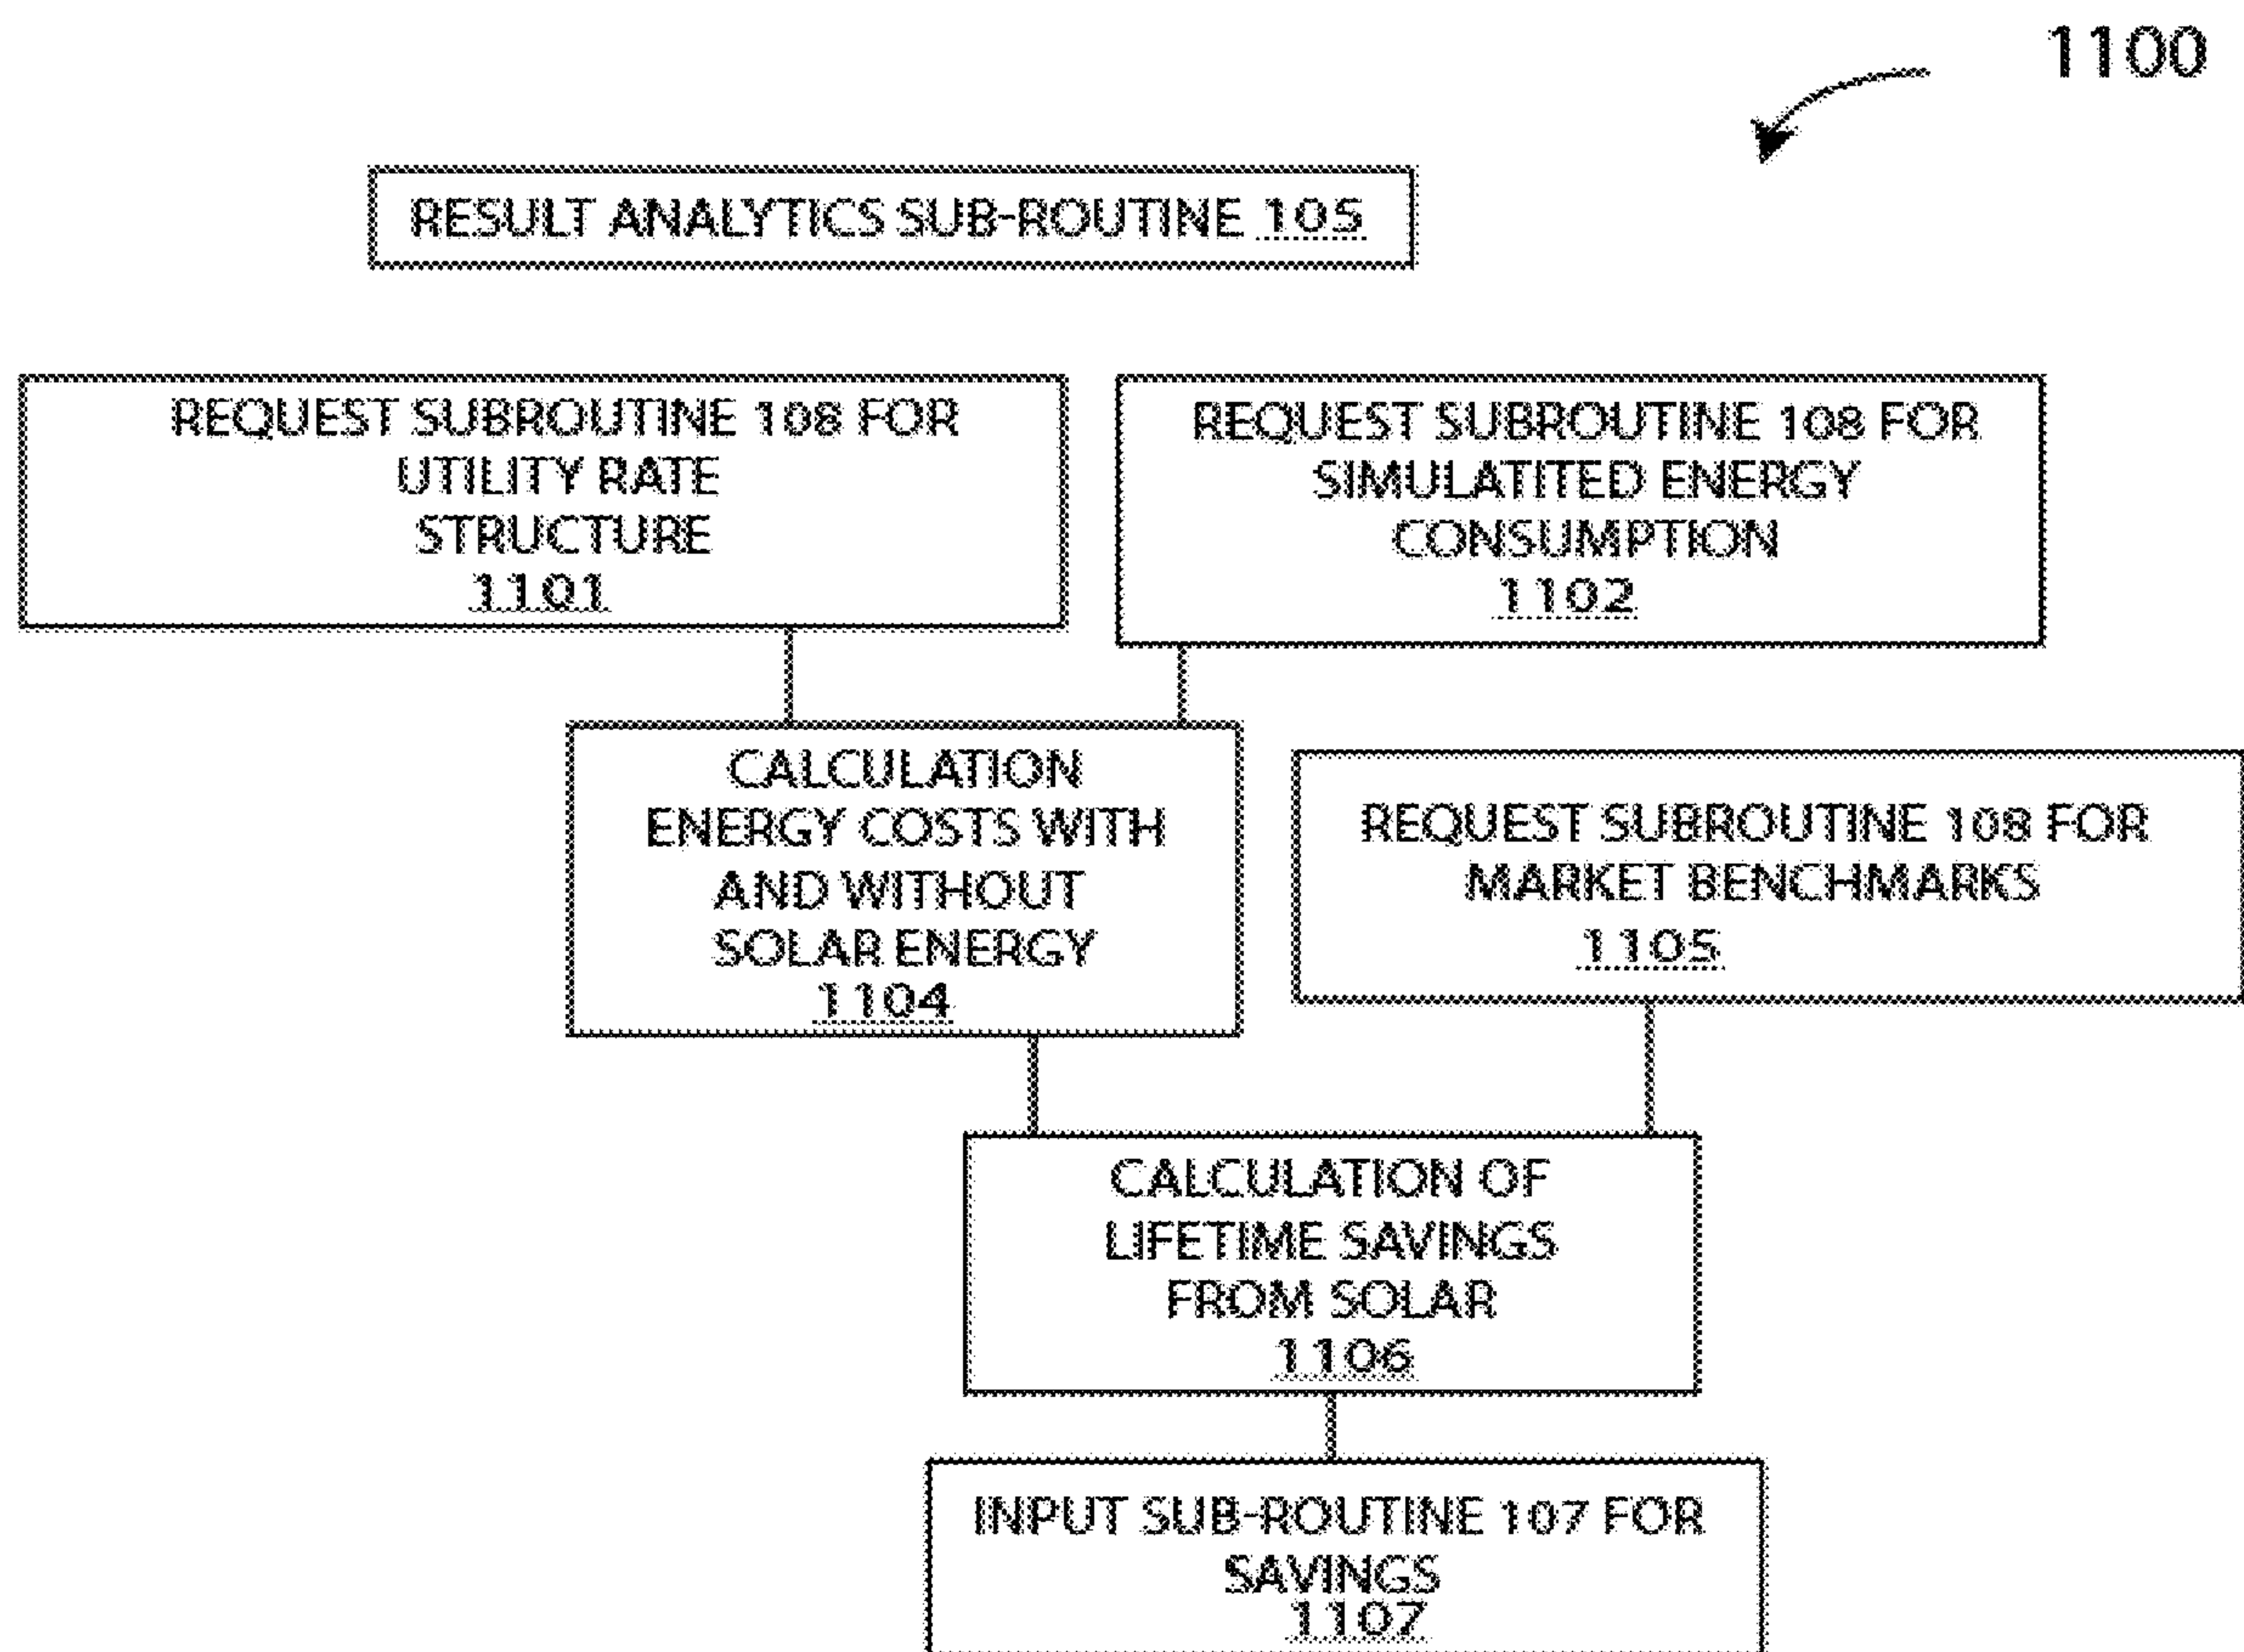 1100
RESULT ANALYTICS SUB-ROUTINE 105
REQUEST SUBROUTINE 108 FOR
UTILITY RATE
STRUCTURE
1101
REQUEST SUBROUTINE 108 FOR
SIMULATITED ENERGY
CONSUMPTION
1102
CALCULATION
ENERGY COSTS WITH
AND WITHOUT
SOLAR ENERGY
1104
REQUEST SUBROUTINE 108 FOR
MARKET BENCHMARKS
1105
CALCULATION OF
LIFETIME SAVINGS
FROM SOLAR
1106
INPUT SUB-ROUTINE 107 FOR
SAVINGS
1107